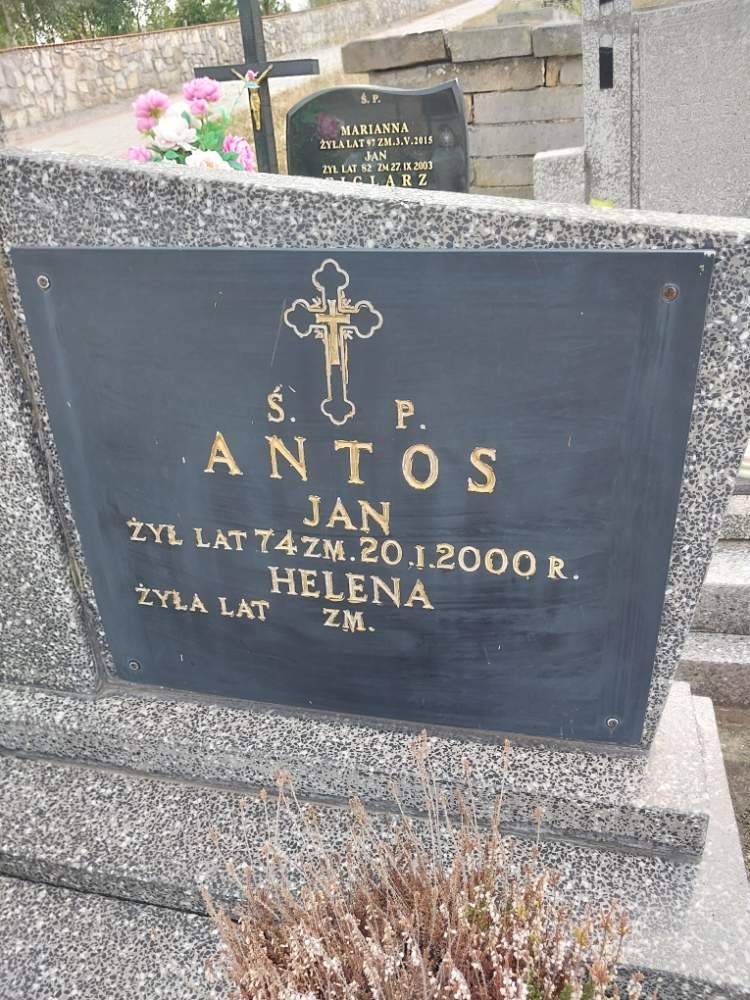 Ś. P.
MARIANNA
ŻYŁA LAT 97 ZM. 3.V.2015
JAN
ŻYŁ LAT 82 ZM 27.IX 2003
Ś. P.
ANTOS
JAN
ŻYŁ LAT 74 ZM. 20.I.2000 R.
HELENA
ŻYŁA LAT ZM.